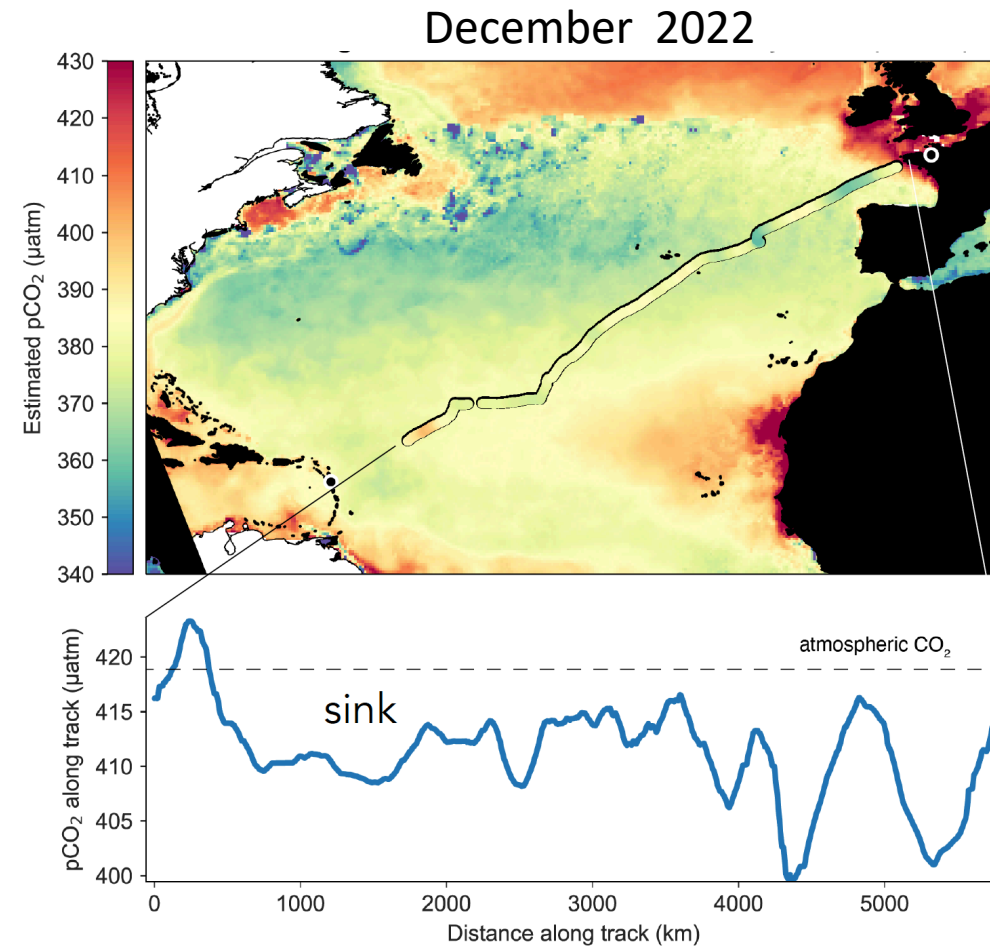 December 2022
430
420
410
400
390
380
370
360
350
340
Estimated pCO₂ (µatm)
atmospheric CO₂
sink
420
415
410
405
400
pCO₂ along track (µatm)
0 1000 2000 3000 4000 5000
Distance along track (km)